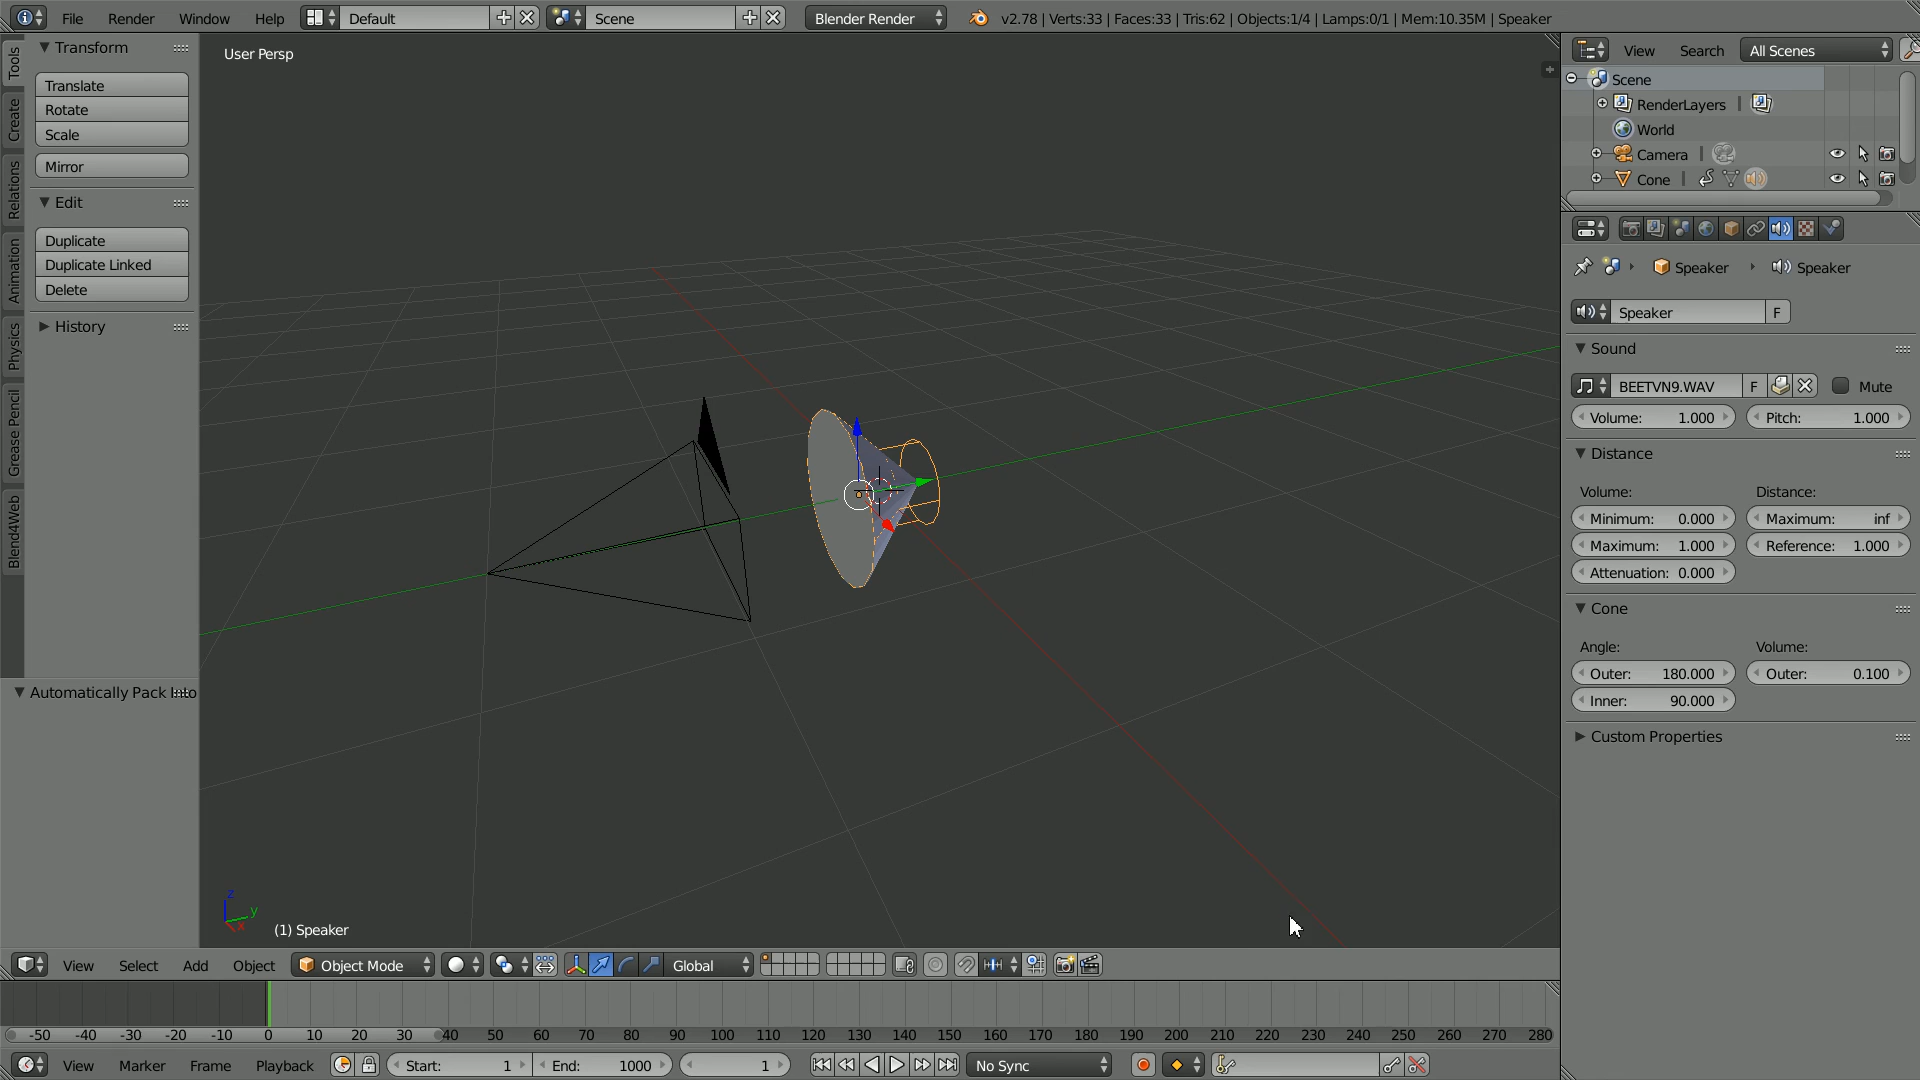 File Render Window Help Default Scene Blender Render v2.78 | Verts:33 | Faces:33 | Tris:62 | Objects:1/4 | Lamps:0/1 | Mem:10.35M | Speaker
Tools
Create
Relations
Animation
Physics
Grease Pencil
Blend4Web
Transform
Translate
Rotate
Scale
Mirror
Edit
Duplicate
Duplicate Linked
Delete
History
Automatically Pack
User Persp
z
y
x
(1) Speaker
View Select Add Object Object Mode Global
-50 -40 -30 -20 -10 0 10 20 30 40 50 60 70 80 90 100 110 120 130 140 150 160 170 180 190 200 210 220 230 240 250 260 270 280
View Marker Frame Playback Start: 1 End: 1000 1 No Sync
View Search All Scenes
Scene
RenderLayers |
World
Camera |
Cone |
Speaker Speaker
Speaker F
Sound
BEETVN9.WAV F Mute
Volume: 1.000 Pitch: 1.000
Distance
Volume: Distance:
Minimum: 0.000 Maximum: inf
Maximum: 1.000 Reference: 1.000
Attenuation: 0.000
Cone
Angle: Volume:
Outer: 180.000 Outer: 0.100
Inner: 90.000
Custom Properties